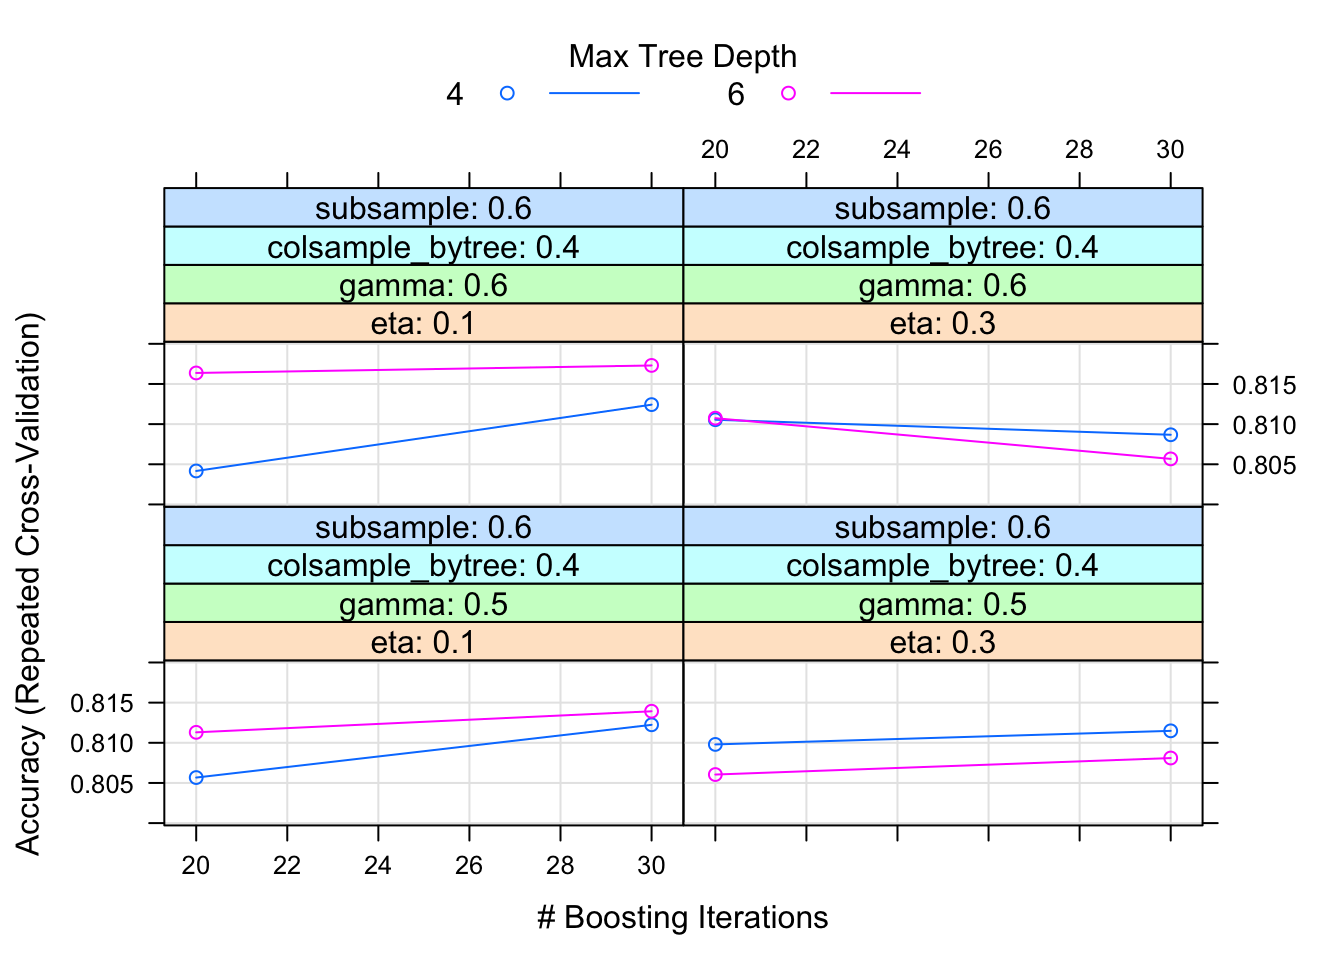 Max Tree Depth
4 6
20 22 24 26 28 30
subsample: 0.6 subsample: 0.6
colsample_bytree: 0.4 colsample_bytree: 0.4
gamma: 0.6 gamma: 0.6
eta: 0.1 eta: 0.3
0.815
0.810
0.805
subsample: 0.6 subsample: 0.6
colsample_bytree: 0.4 colsample_bytree: 0.4
gamma: 0.5 gamma: 0.5
eta: 0.1 eta: 0.3
0.815
0.810
0.805
20 22 24 26 28 30
# Boosting Iterations
Accuracy (Repeated Cross-Validation)